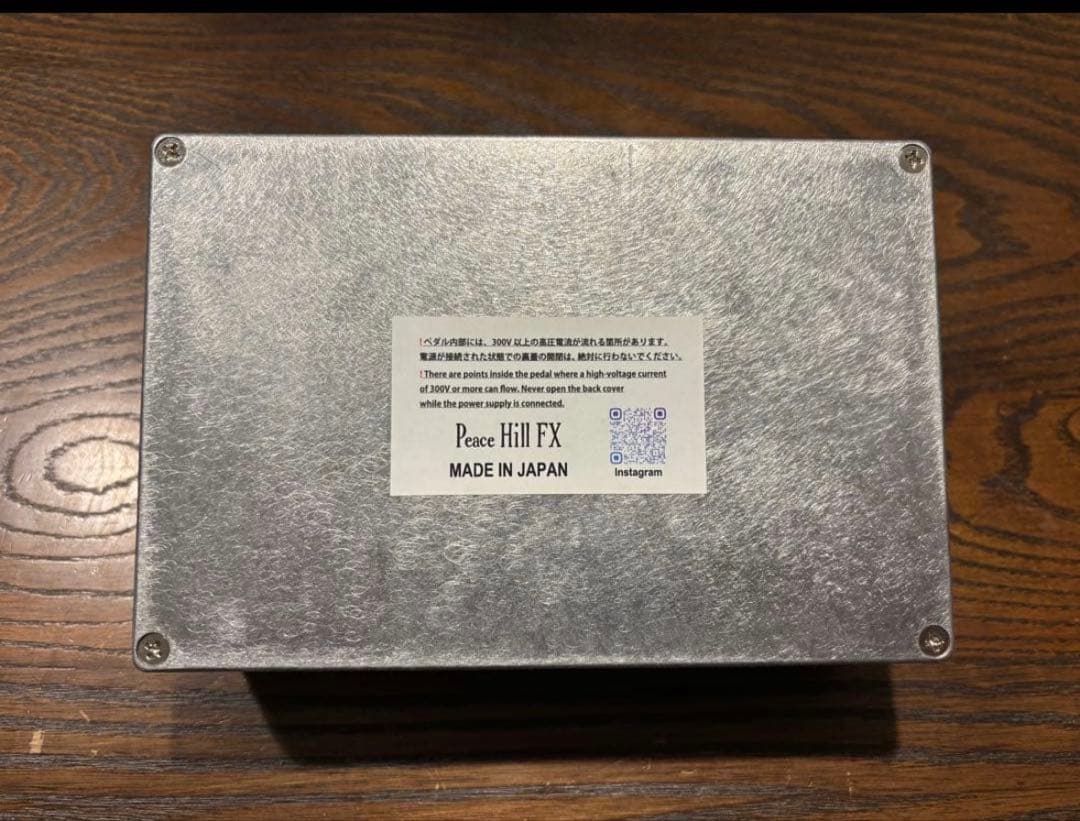 !ペダル内部には、300V以上の高圧電流が流れる箇所があります。
電源が接続された状態での裏蓋の開閉は、絶対に行わないでください。
!There are points inside the pedal where a high-voltage current
of 300V or more can flow. Never open the back cover
while the power supply is connected.
Peace Hill FX
MADE IN JAPAN
Instagram